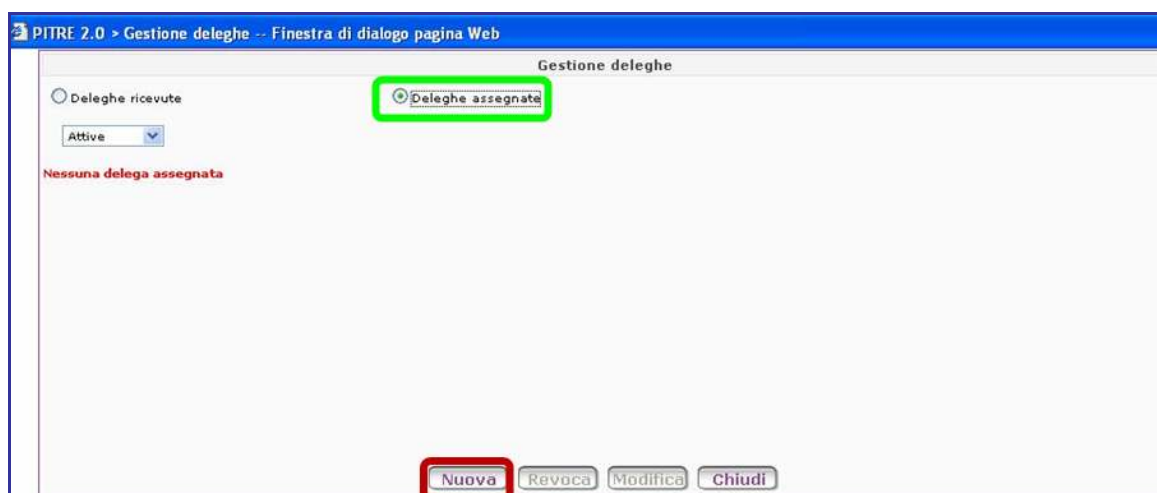 PITRE 2.0 > Gestione deleghe -- Finestra di dialogo pagina Web
Gestione deleghe
Deleghe ricevute Deleghe assegnate
Attive
Nessuna delega assegnata
Nuova Revoca Modifica Chiudi